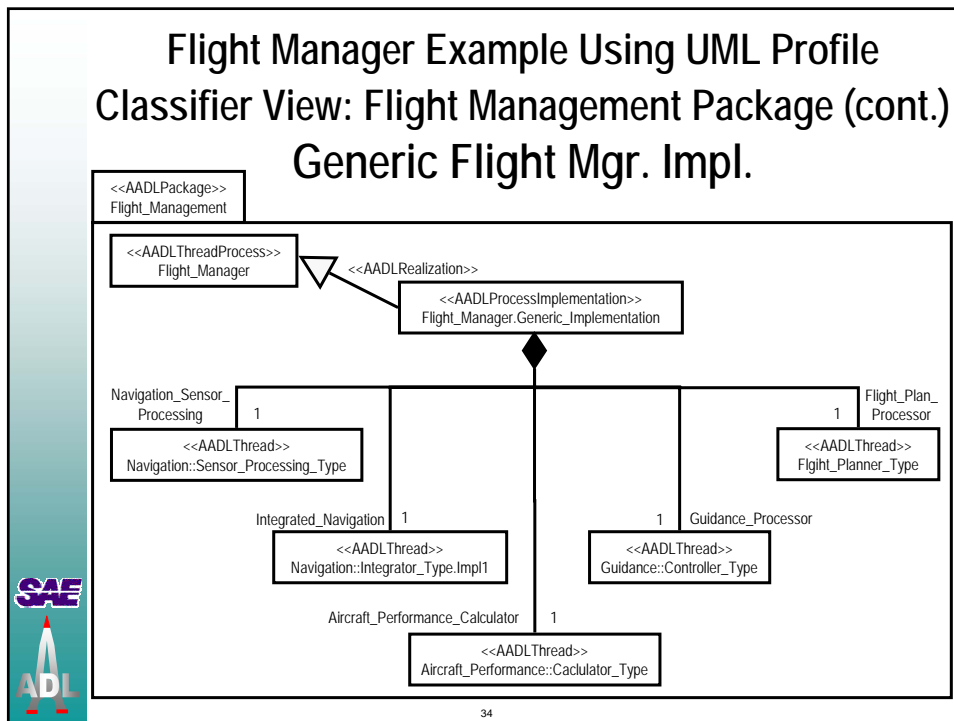 Flight Manager Example Using UML Profile
Classifier View: Flight Management Package (cont.)
Generic Flight Mgr. Impl.
<<AADLPackage>>
Flight_Management
<<AADLThreadProcess>>
Flight_Manager
<<AADLRealization>>
<<AADLProcessImplementation>>
Flight_Manager.Generic_Implementation
Navigation_Sensor_
Processing
1
<<AADLThread>>
Navigation::Sensor_Processing_Type
Flight_Plan_
Processor
1
<<AADLThread>>
Flgiht_Planner_Type
Integrated_Navigation
1
<<AADLThread>>
Navigation::Integrator_Type.Impl1
1
Guidance_Processor
<<AADLThread>>
Guidance::Controller_Type
Aircraft_Performance_Calculator
1
<<AADLThread>>
Aircraft_Performance::Caclulator_Type
SAE
AADL
34